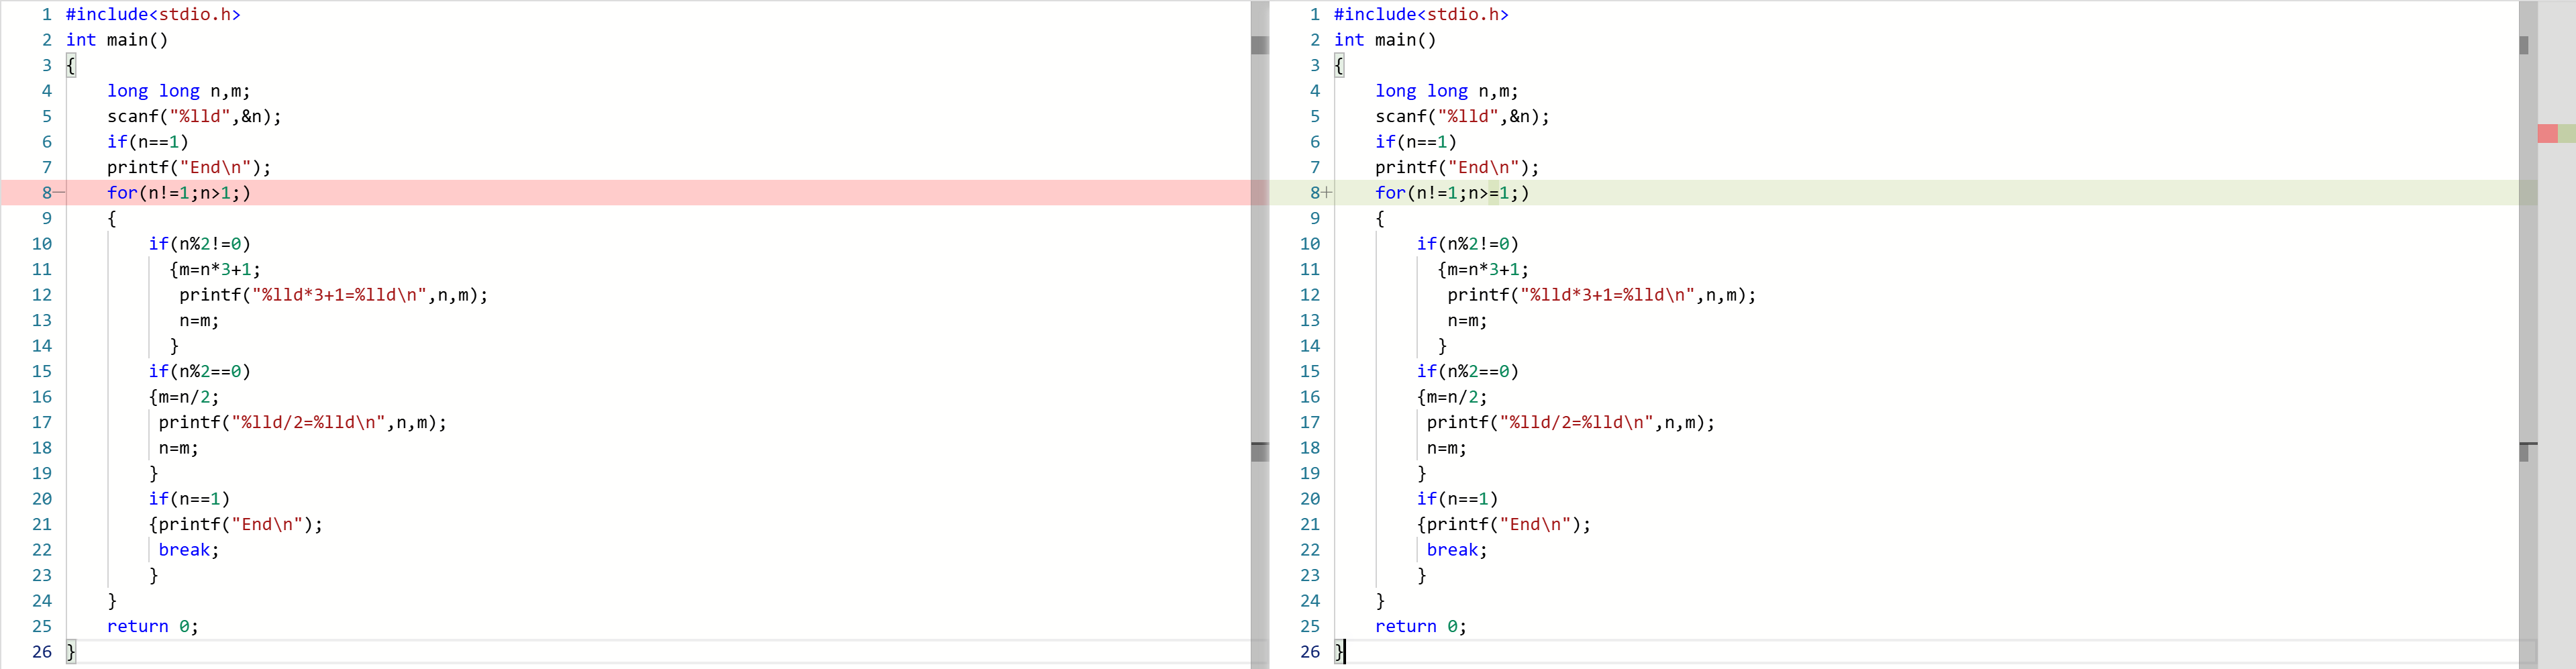 1 #include<stdio.h>
2 int main()
3 {
4 long long n,m;
5 scanf("%lld",&n);
6 if(n==1)
7 printf("End\n");
8− for(n!=1;n>1;)
9 {
10 if(n%2!=0)
11 {m=n*3+1;
12 printf("%lld*3+1=%lld\n",n,m);
13 n=m;
14 }
15 if(n%2==0)
16 {m=n/2;
17 printf("%lld/2=%lld\n",n,m);
18 n=m;
19 }
20 if(n==1)
21 {printf("End\n");
22 break;
23 }
24 }
25 return 0;
26 }
1 #include<stdio.h>
2 int main()
3 {
4 long long n,m;
5 scanf("%lld",&n);
6 if(n==1)
7 printf("End\n");
8+ for(n!=1;n>=1;)
9 {
10 if(n%2!=0)
11 {m=n*3+1;
12 printf("%lld*3+1=%lld\n",n,m);
13 n=m;
14 }
15 if(n%2==0)
16 {m=n/2;
17 printf("%lld/2=%lld\n",n,m);
18 n=m;
19 }
20 if(n==1)
21 {printf("End\n");
22 break;
23 }
24 }
25 return 0;
26 }